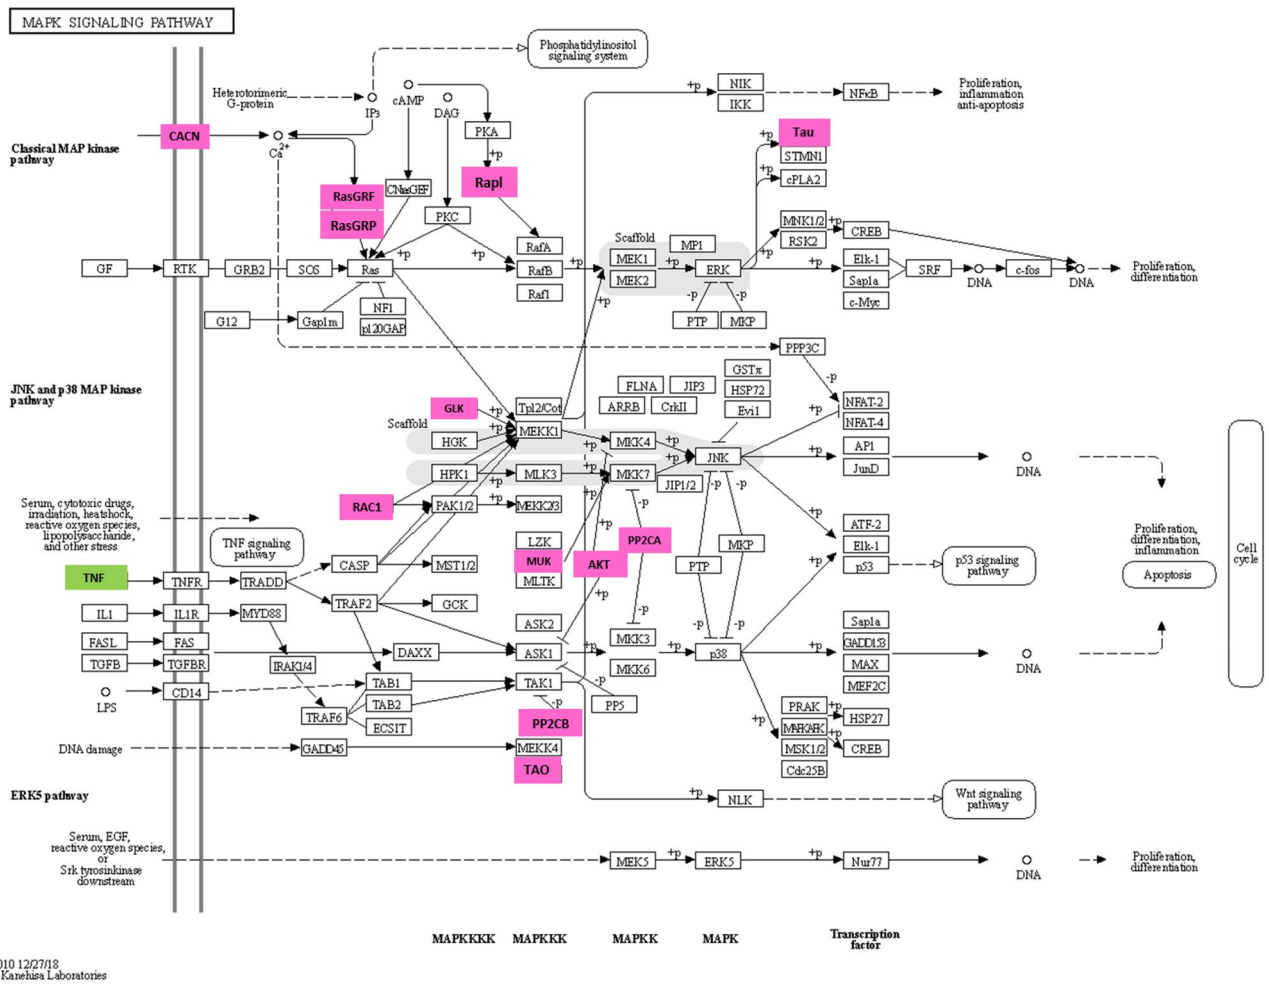 MAPK SIGNALING PATHWAY
Phosphatidylinositol
signaling system
Heterotorimeric
G-protein
IP3
cAMP
DAG
PKA
+p
NIK
IKK
+p
NFκB
Proliferation,
inflammation
anti-apoptosis
CACN
Ca2+
Classical MAP kinase
pathway
RasGRF
RasGRP
CNasGEF
PKC
Rapl
+p
Tau
STMN1
cPLA2
MNK1/2
RSK2
+p
+p
CREB
GF
RTK
GRB2
SOS
Ras
+p
+p
RafA
RafB
Raf1
+p
Scaffold
MEK1
MEK2
MP1
+p
ERK
+p
Elk-1
Sap1a
c-Myc
SRF
DNA
c-fos
DNA
Proliferation,
differentiation
G12
Gap1m
NF1
p120GAP
-p
-p
PTP
MKP
+p
PPP3C
-p
JNK and p38 MAP kinase
pathway
GLK
Scaffold
HGK
HPK1
+p
+p
+p
Tpl2/Cot
MEKK1
MLK3
MEKK2/3
FLNA
JIP3
ARRB
CrkII
GSTπ
HSP72
Evi1
MKK4
MKK7
+p
+p
+p
+p
JNK
JIP1/2
NFAT-2
NFAT-4
+p
AP1
JunD
+p
DNA
RAC1
PAK1/2
+p
-p
-p
-p
Serum, cytotoxic drugs,
irradiation, heatshock,
reactive oxygen species,
lipopolysaccharide,
and other stress
TNF signaling
pathway
CASP
MST1/2
LZK
MUK
MLTK
AKT
+p
+p
PP2CA
PTP
MKP
+p
ATF-2
Elk-1
p53
p53 signaling
pathway
Proliferation,
differentiation,
inflammation
Apoptosis
Cell
cycle
TNF
TNFR
TRADD
TRAF2
GCK
IL1
IL1R
MYD88
FASL
FAS
TGFB
TGFBR
DAXX
IRAK1/4
ASK2
ASK1
+p
-p
MKK3
MKK6
+p
-p
-p
p38
+p
Sap1a
GADD153
MAX
MEF2C
DNA
LPS
CD14
TAB1
TAB2
ECSIT
TRAF6
TAK1
-p
-p
PP5
PP2CB
+p
PRAK
MAPKAPK
MSK1/2
Cdc25B
+p
+p
HSP27
CREB
DNA damage
GADD45
MEKK4
TAO
ERK5 pathway
+p
NLK
Wnt signaling
pathway
Serum, EGF,
reactive oxygen species,
or
Srk tyrosinkinase
downstream
MEK5
+p
ERK5
+p
Nur77
DNA
Proliferation,
differentiation
MAPKKKK
MAPKKK
MAPKK
MAPK
Transcription
factor
010 12/27/18
Kanehisa Laboratories